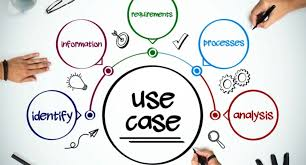 requirements
information
processes
identify
use
case
analysis